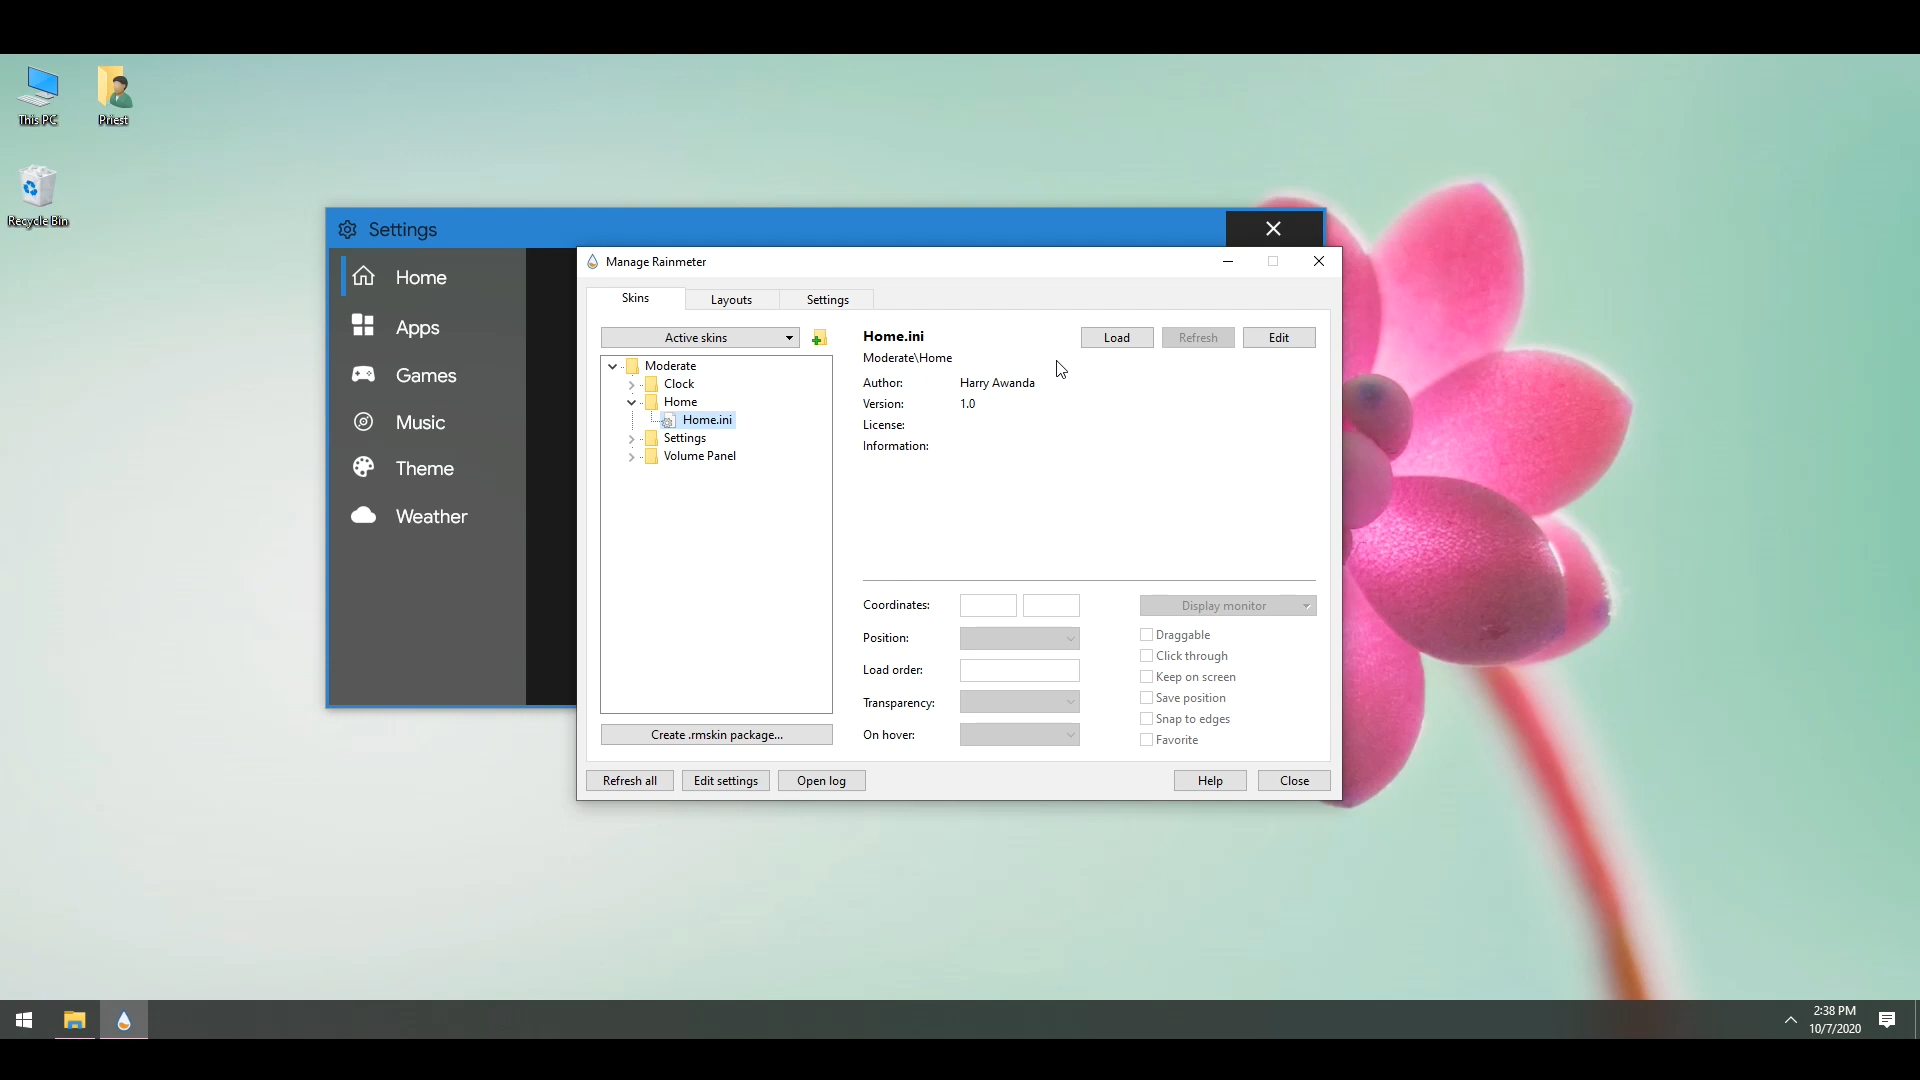 This PC
Priest
Recycle Bin
Settings
Home
Apps
Games
Music
Theme
Weather
Manage Rainmeter
Skins
Layouts
Settings
Active skins
Moderate
Clock
Home
Home.ini
Settings
Volume Panel
Create .rmskin package...
Home.ini
Moderate\Home
Load
Refresh
Edit
Author: Harry Awanda
Version: 1.0
License:
Information:
Coordinates:
Position:
Load order:
Transparency:
On hover:
Display monitor
Draggable
Click through
Keep on screen
Save position
Snap to edges
Favorite
Refresh all
Edit settings
Open log
Help
Close
2:38 PM
10/7/2020